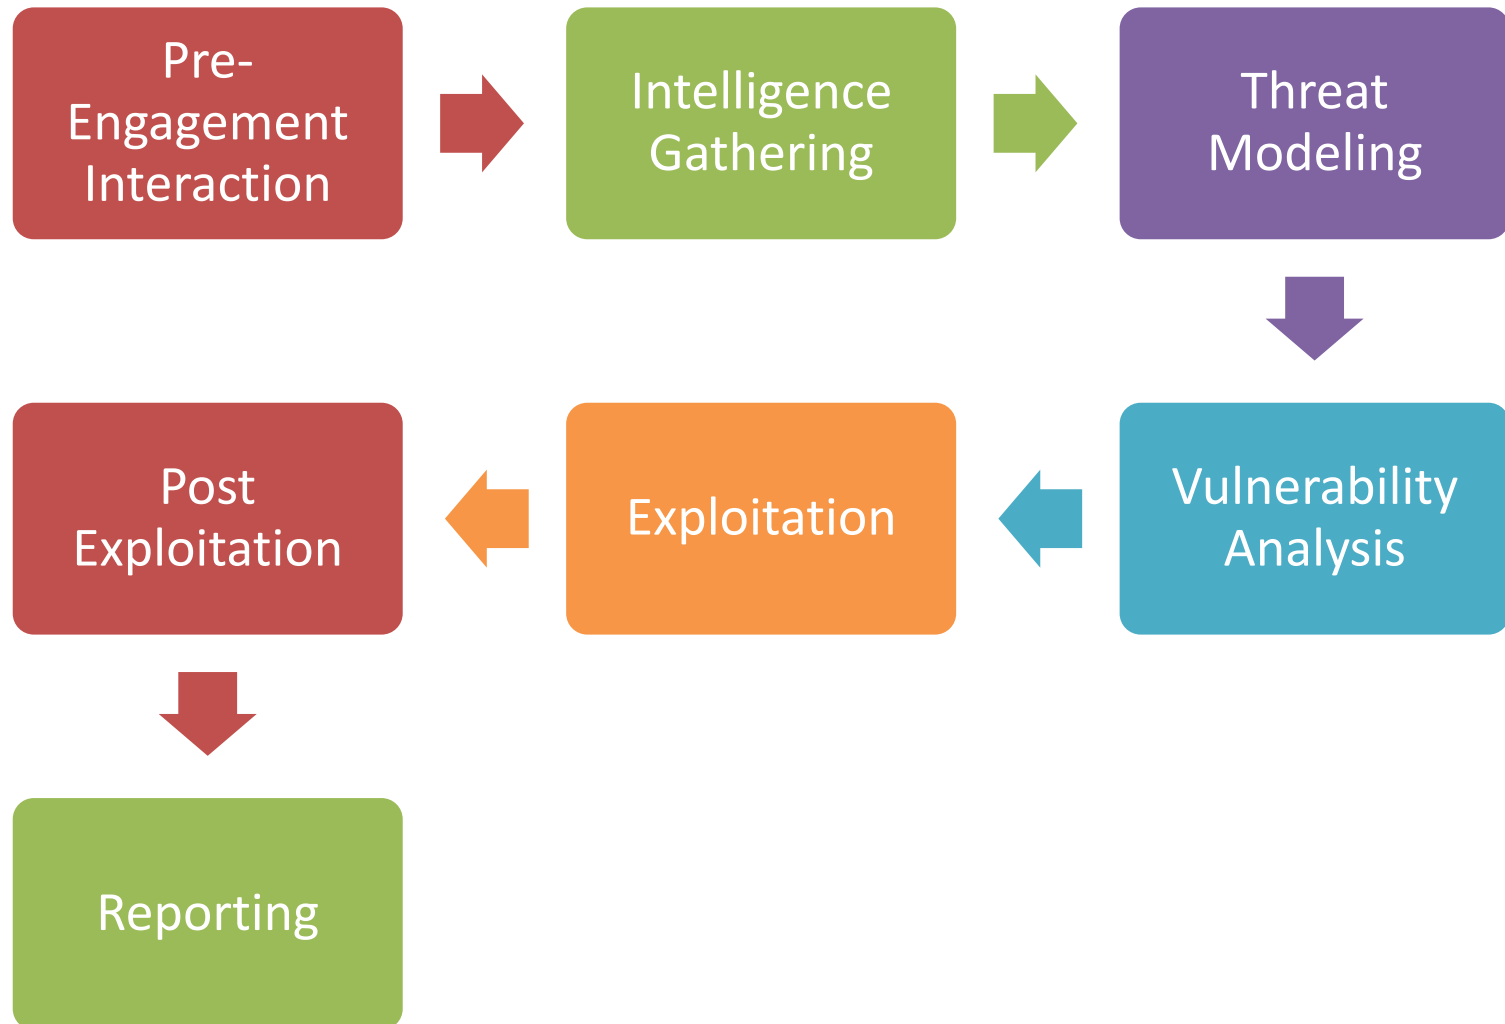 Pre-
Engagement
Interaction
Intelligence
Gathering
Threat
Modeling
Vulnerability
Analysis
Exploitation
Post
Exploitation
Reporting